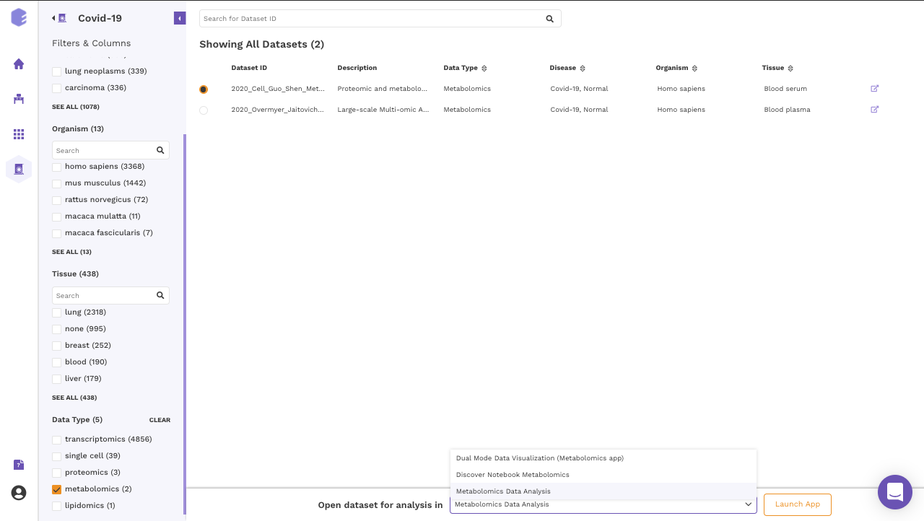 Covid-19
Filters & Columns
lung neoplasms (339)
carcinoma (336)
SEE ALL (1078)
Organism (13)
Search
homo sapiens (3368)
mus musculus (1442)
rattus norvegicus (72)
macaca mulatta (11)
macaca fascicularis (7)
SEE ALL (13)
Tissue (438)
Search
lung (2318)
none (995)
breast (252)
blood (190)
liver (179)
SEE ALL (438)
Data Type (5) CLEAR
transcriptomics (4856)
single cell (39)
proteomics (3)
metabolomics (2)
lipidomics (1)
Search for Dataset ID
Showing All Datasets (2)
Dataset ID Description Data Type Disease Organism Tissue
2020_Cell_Guo_Shen_Met... Proteomic and metabolo... Metabolomics Covid-19, Normal Homo sapiens Blood serum
2020_Overmyer_Jaitovich... Large-scale Multi-omic A... Metabolomics Covid-19, Normal Homo sapiens Blood plasma
Dual Mode Data Visualization (Metabolomics app)
Discover Notebook Metabolomics
Metabolomics Data Analysis
Open dataset for analysis in Metabolomics Data Analysis Launch App